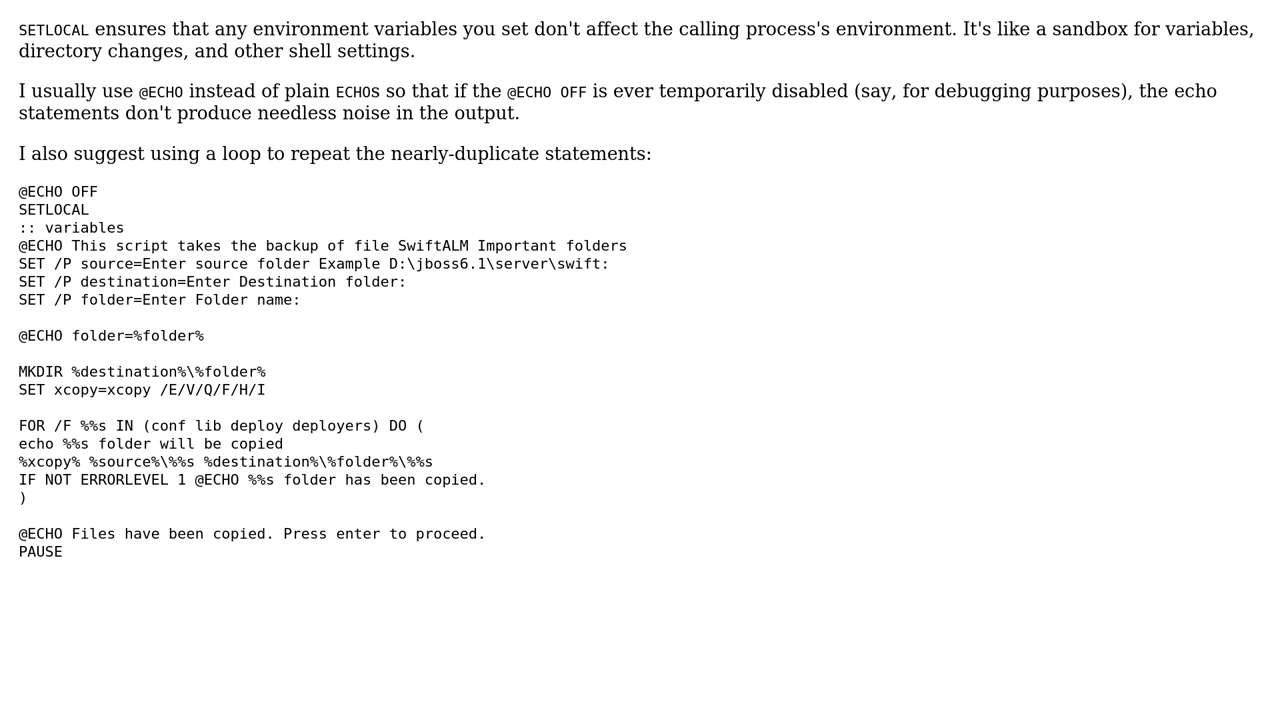 SETLOCAL ensures that any environment variables you set don't affect the calling process's environment. It's like a sandbox for variables,
directory changes, and other shell settings.
I usually use @ECHO instead of plain ECHOs so that if the @ECHO OFF is ever temporarily disabled (say, for debugging purposes), the echo
statements don't produce needless noise in the output.
I also suggest using a loop to repeat the nearly-duplicate statements:
@ECHO OFF
SETLOCAL
:: variables
@ECHO This script takes the backup of file SwiftALM Important folders
SET /P source=Enter source folder Example D:\jboss6.1\server\swift:
SET /P destination=Enter Destination folder:
SET /P folder=Enter Folder name:
@ECHO folder=%folder%
MKDIR %destination%\%folder%
SET xcopy=xcopy /E/V/Q/F/H/I
FOR /F %%s IN (conf lib deploy deployers) DO (
echo %%s folder will be copied
%xcopy% %source%\%%s %destination%\%folder%\%%s
IF NOT ERRORLEVEL 1 @ECHO %%s folder has been copied.
)
@ECHO Files have been copied. Press enter to proceed.
PAUSE